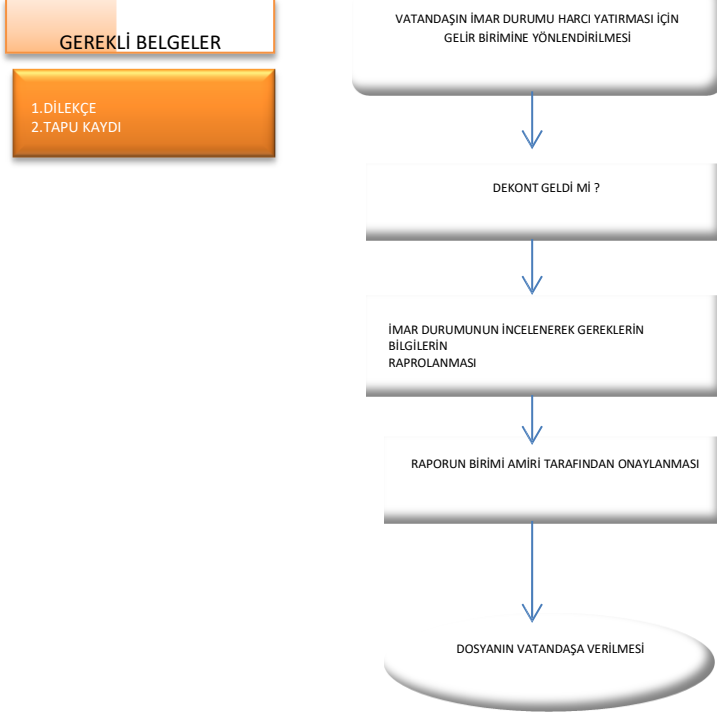 GEREKLİ BELGELER
1.DİLEKÇE
2.TAPU KAYDI
VATANDAŞIN İMAR DURUMU HARCI YATIRMASI İÇİN
GELİR BİRİMİNE YÖNLENDİRİLMESİ
DEKONT GELDİ Mİ ?
İMAR DURUMUNUN İNCELENEREK GEREKLERİN
BİLGİLERİN
RAPROLANMASI
RAPORUN BİRİMİ AMİRİ TARAFINDAN ONAYLANMASI
DOSYANIN VATANDAŞA VERİLMESİ